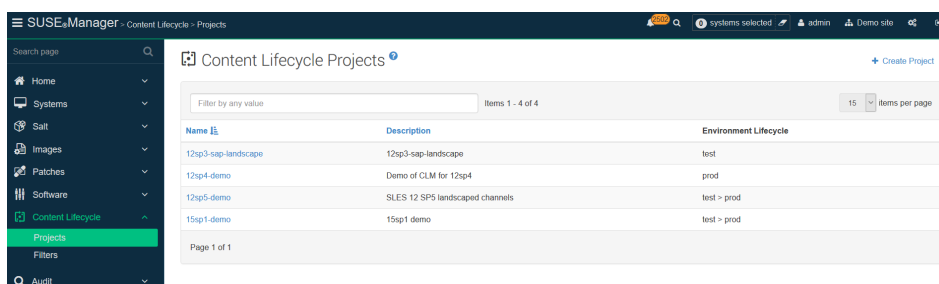 SUSE®Manager > Content Lifecycle > Projects
2502
0 systems selected
admin
Demo site
Search page
Home
Systems
Salt
Images
Patches
Software
Content Lifecycle
Projects
Filters
Audit
Content Lifecycle Projects ?
+ Create Project
Filter by any value
Items 1 - 4 of 4
15 items per page
Name Description Environment Lifecycle
12sp3-sap-landscape 12sp3-sap-landscape test
12sp4-demo Demo of CLM for 12sp4 prod
12sp5-demo SLES 12 SP5 landscaped channels test > prod
15sp1-demo 15sp1 demo test > prod
Page 1 of 1